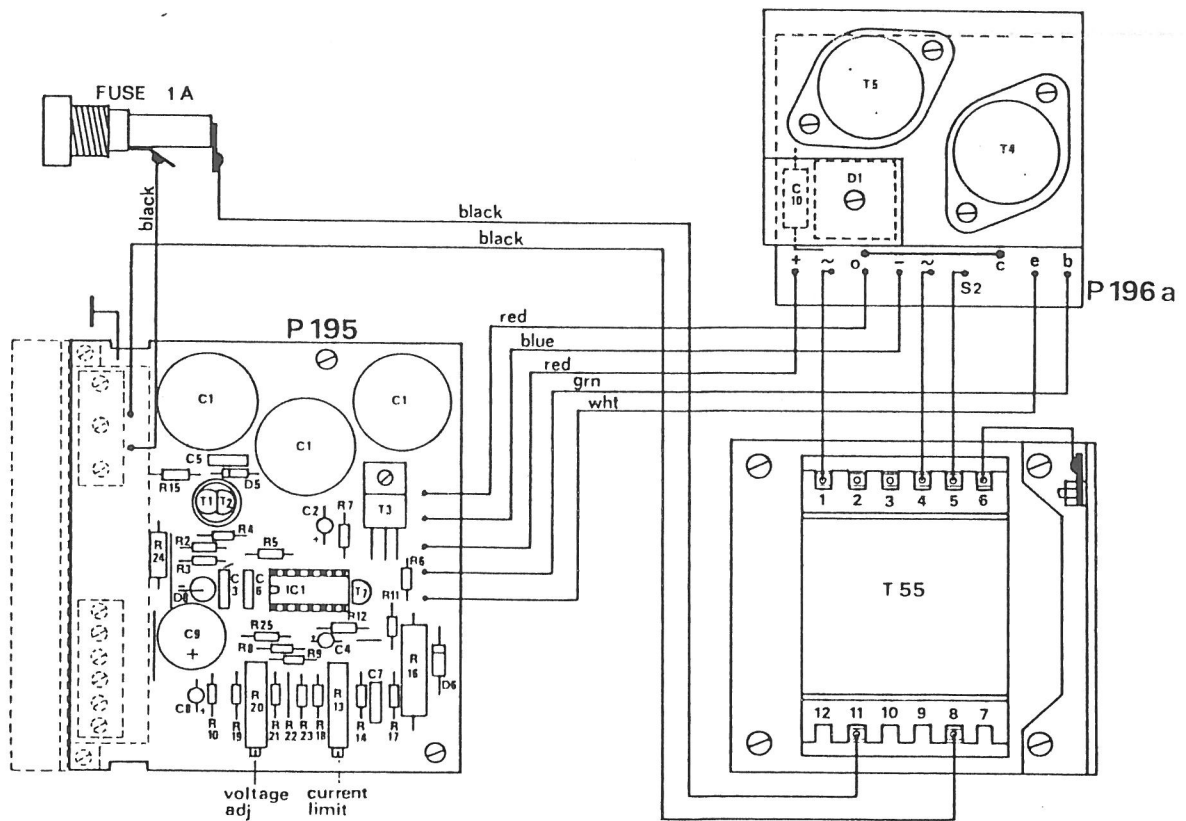 FUSE 1A
T5
T4
black
C
10
D1
black
black
+ ~ o - ~ c e b
S2
P 196 a
red
P 195
blue
red
grn
wht
C1
C1
C1
C5
D5
R15
T1 T2
C2
+
R7
T3
1 2 3 4 5 6
R4
R2
R
24
R5
R3
R6
C
3
C
6
IC1
T7
T 55
R11
R12
C9
+
R25
C4
R8
R9
R
16
D6
C7
C8
+
R
10
R
19
R
20
R
21
R
22
R
23
R
18
R
13
R
14
R
17
12 11 10 9 8 7
voltage
adj
current
limit